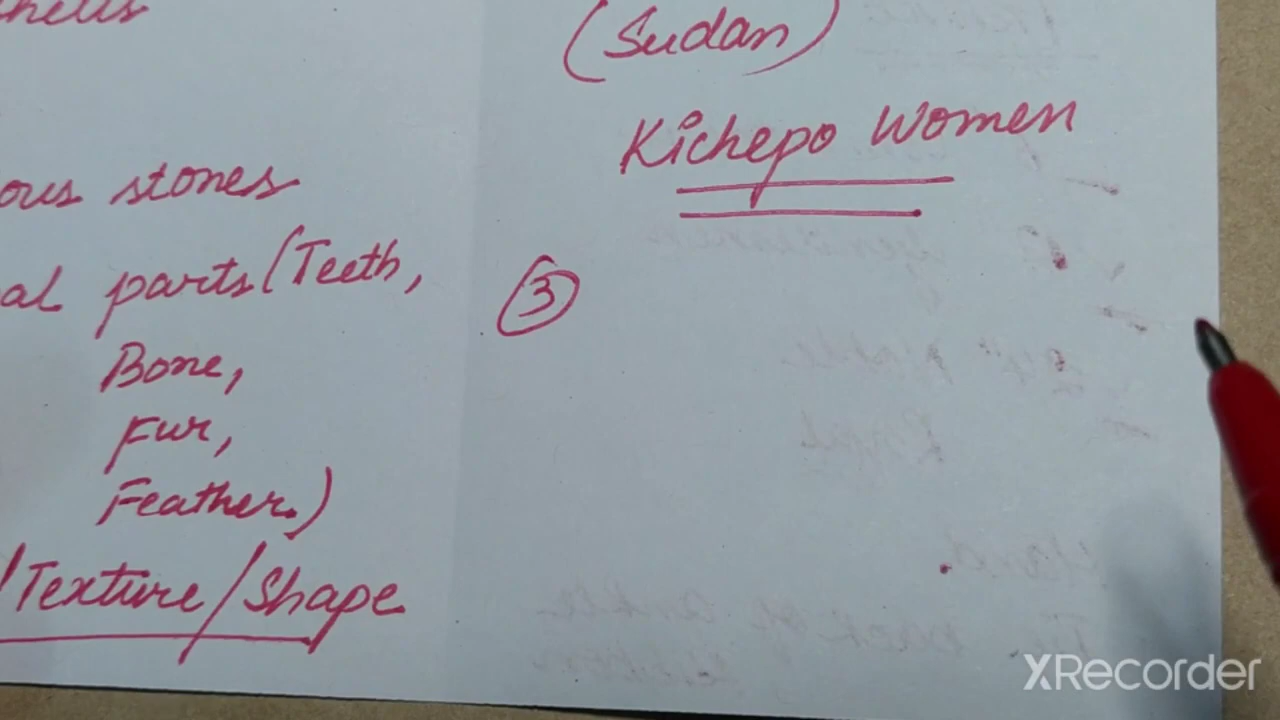 (Sudan)
Kichepo women
ous stones
al parts (Teeth,
Bone,
Fur,
Feather.)
/Texture/Shape
3
XRecorder